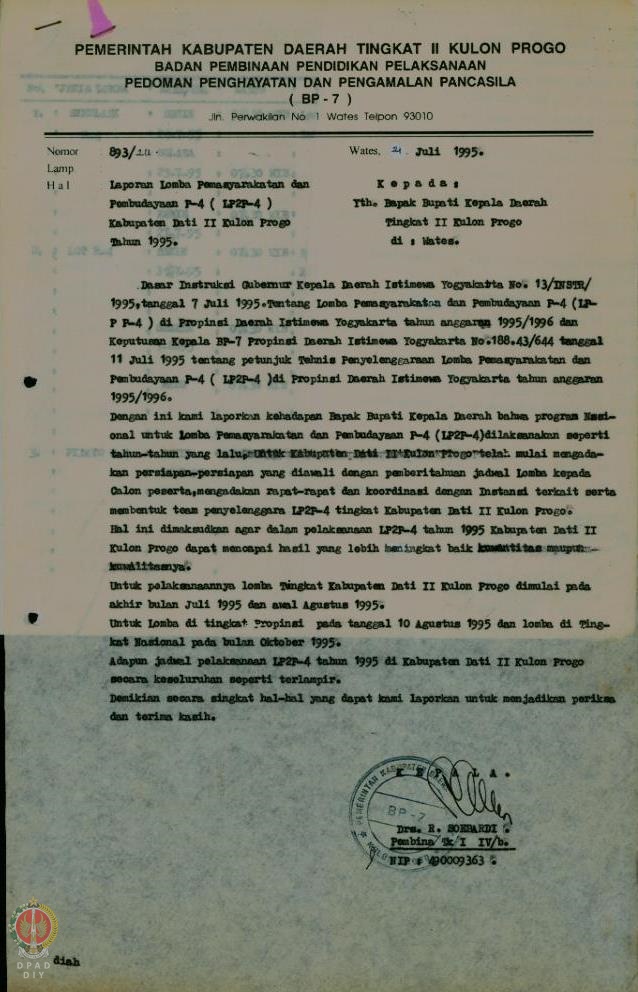 PEMERINTAH KABUPATEN DAERAH TINGKAT II KULON PROGO
BADAN PEMBINAAN PENDIDIKAN PELAKSANAAN
PEDOMAN PENGHAYATAN DAN PENGAMALAN PANCASILA
( BP - 7 )
Jln. Perwakilan No. 1 Wates Telpon 93010
Nomor 893/ Wates, 21 Juli 1995.
Lamp
Hal Laporan Lomba Pemasyarakatan dan K e p a d a :
Pembudayaan P-4 ( LP2P-4 ) Yth. Bapak Bupati Kepala Daerah
Kabupaten Dati II Kulon Progo Tingkat II Kulon Progo
Tahun 1995. di : Wates.
Dasar Instruksi Gubernur Kepala Daerah Istimewa Yogyakarta No. 13/INSTR/
1995,tanggal 7 Juli 1995.Tentang Lomba Pemasyarakatan dan Pembudayaan P-4 (LP-
P P-4 ) di Propinsi Daerah Istimewa Yogyakarta tahun anggaran 1995/1996 dan
Keputusan Kepala BP-7 Propinsi Daerah Istimewa Yogyakarta No.188.43/644 tanggal
11 Juli 1995 tentang petunjuk Tehnis Penyelenggaraan Lomba Pemasyarakatan dan
Pembudayaan P-4 ( LP2P-4 )di Propinsi Daerah Istimewa Yogyakarta tahun anggaran
1995/1996.
Dengan ini kami laporkan kehadapan Bapak Bupati Kepala Daerah bahwa program Nasi-
onal untuk Lomba Pemasyarakatan dan Pembudayaan P-4 (LP2P-4)dilaksanakan seperti
tahun-tahun yang lalu,Untuk Kabupaten Dati II Kulon Progo telah mulai mengada-
kan persiapan-persiapan yang diawali dengan pemberitahuan jadwal Lomba kepada
Calon peserta,mengadakan rapat-rapat dan koordinasi dengan Instansi terkait serta
membentuk team penyelenggara LP2P-4 tingkat Kabupaten Dati II Kulon Progo.
Hal ini dimaksudkan agar dalam pelaksanaan LP2P-4 tahun 1995 Kabupaten Dati II
Kulon Progo dapat mencapai hasil yang lebih meningkat baik kuwantitas maupun
kuwalitasnya.
Untuk pelaksanaannya lomba Tingkat Kabupaten Dati II Kulon Progo dimulai pada
akhir bulan Juli 1995 dan awal Agustus 1995.
Untuk Lomba di tingkat Propinsi pada tanggal 10 Agustus 1995 dan lomba di Ting-
kat Nasional pada bulan Oktober 1995.
Adapun jadwal pelaksanaan LP2P-4 tahun 1995 di Kabupaten Dati II Kulon Progo
secara keseluruhan seperti terlampir.
Demikian secara singkat hal-hal yang dapat kami laporkan untuk menjadikan periksa
dan terima kasih.
K E P A L A .
BP-7
Drs. R. SOEBARDI .
Pembina Tk I IV/b.
NIP : 490009363 .
DPAD
DIY
diah